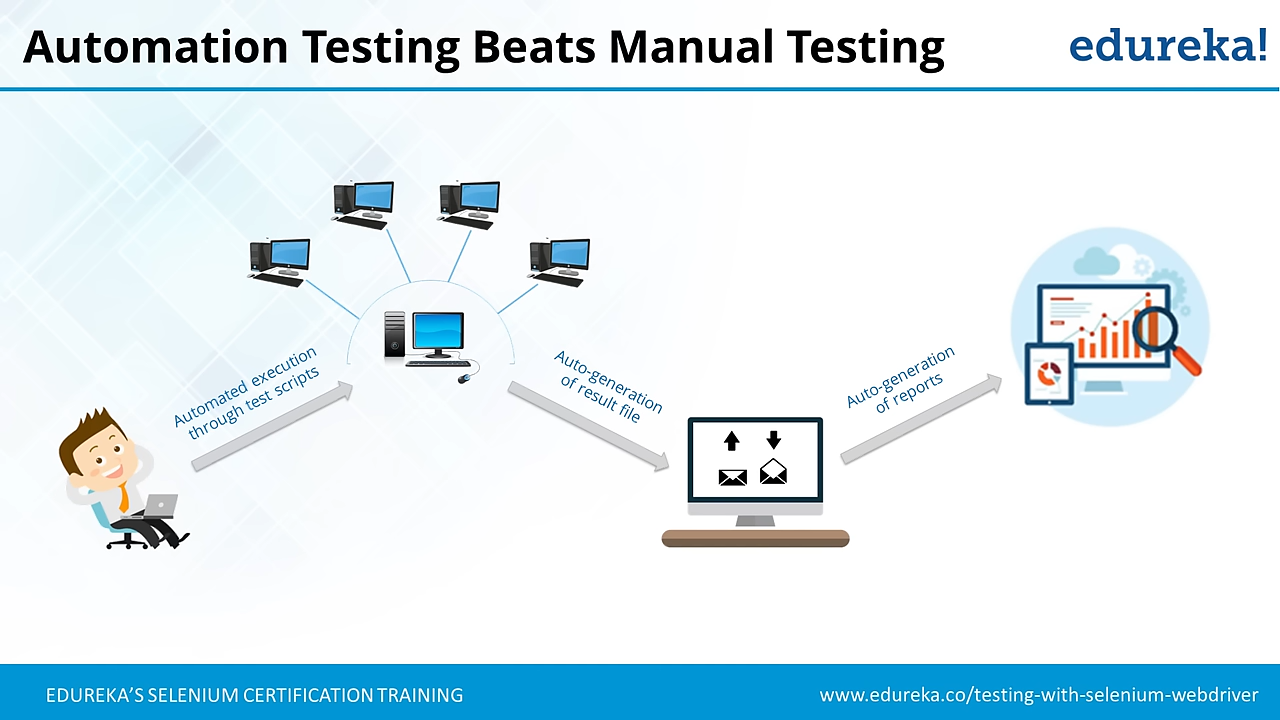 Automation Testing Beats Manual Testing
edureka!
Automated execution
through test scripts
Auto-generation
of result file
Auto-generation
of reports
EDUREKA'S SELENIUM CERTIFICATION TRAINING
www.edureka.co/testing-with-selenium-webdriver